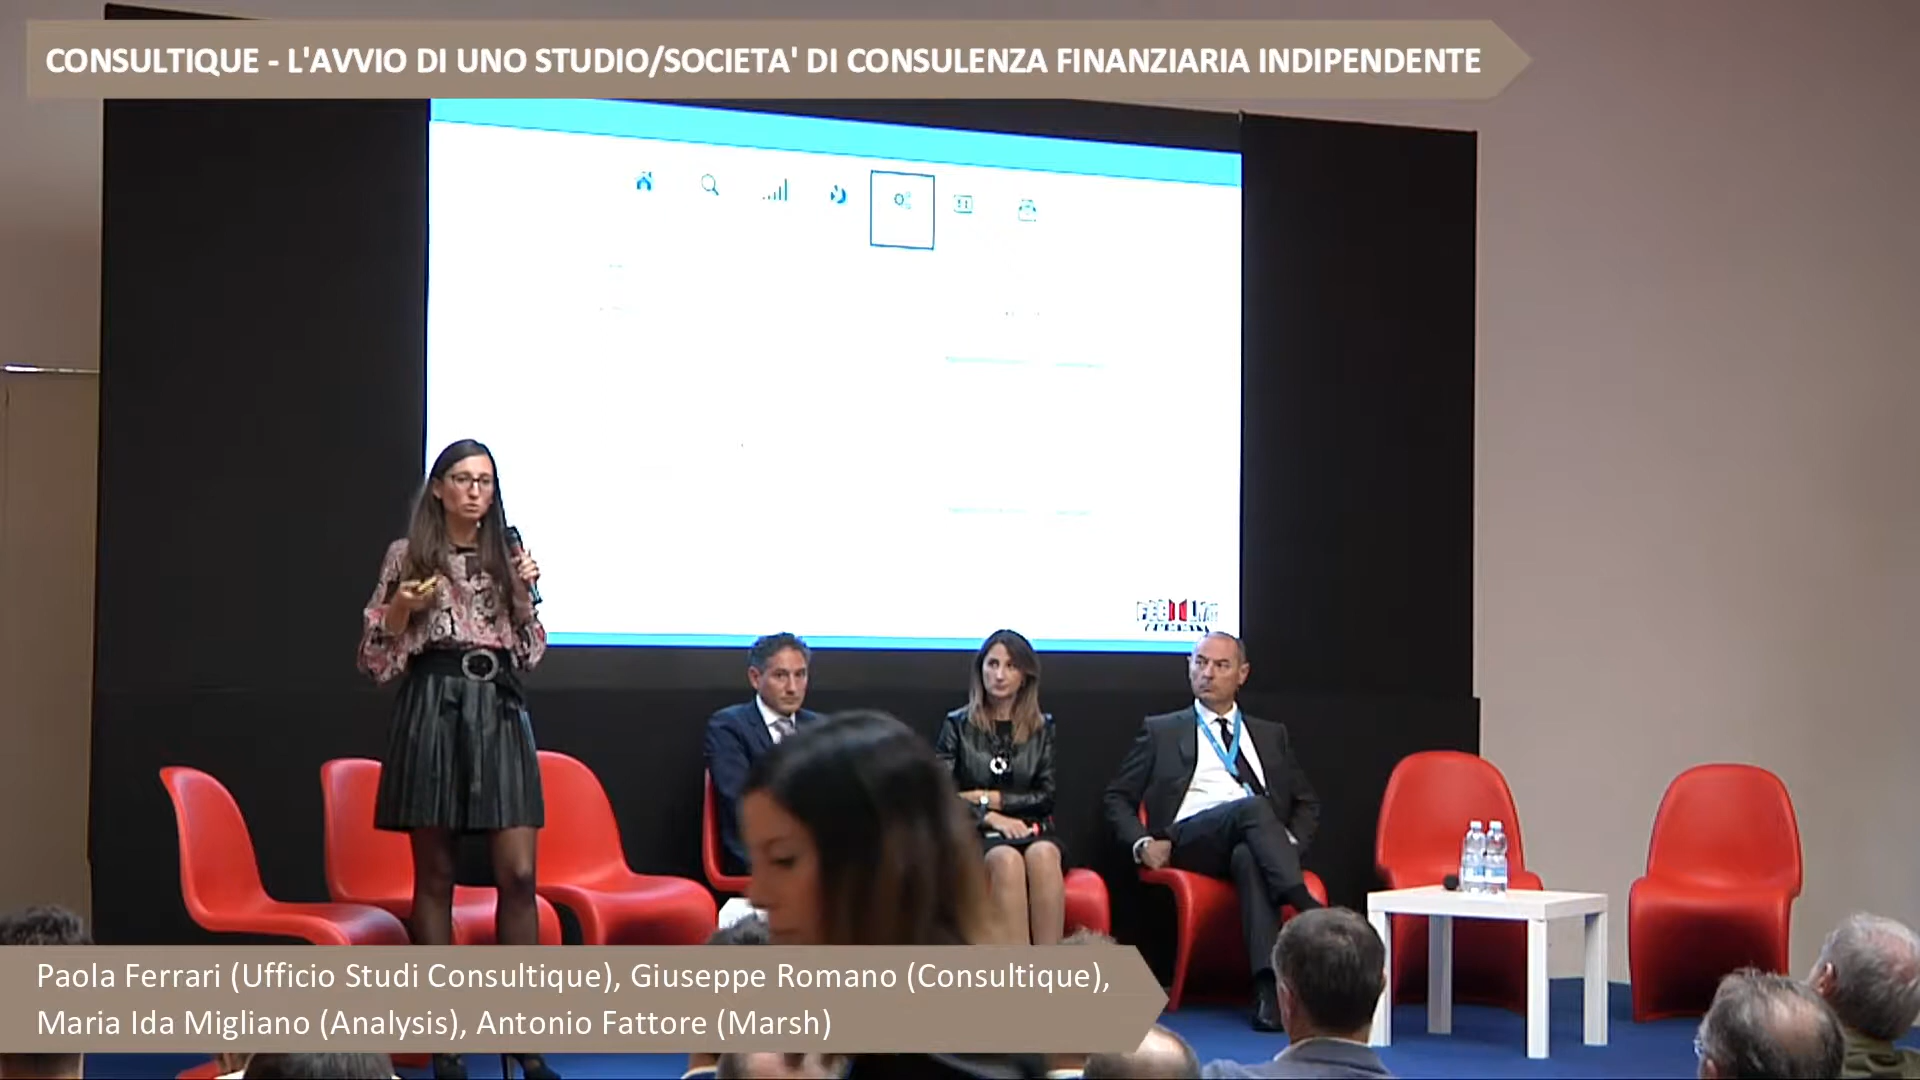 CONSULTIQUE - L'AVVIO DI UNO STUDIO/SOCIETA' DI CONSULENZA FINANZIARIA INDIPENDENTE
Paola Ferrari (Ufficio Studi Consultique), Giuseppe Romano (Consultique),
Maria Ida Migliano (Analysis), Antonio Fattore (Marsh)